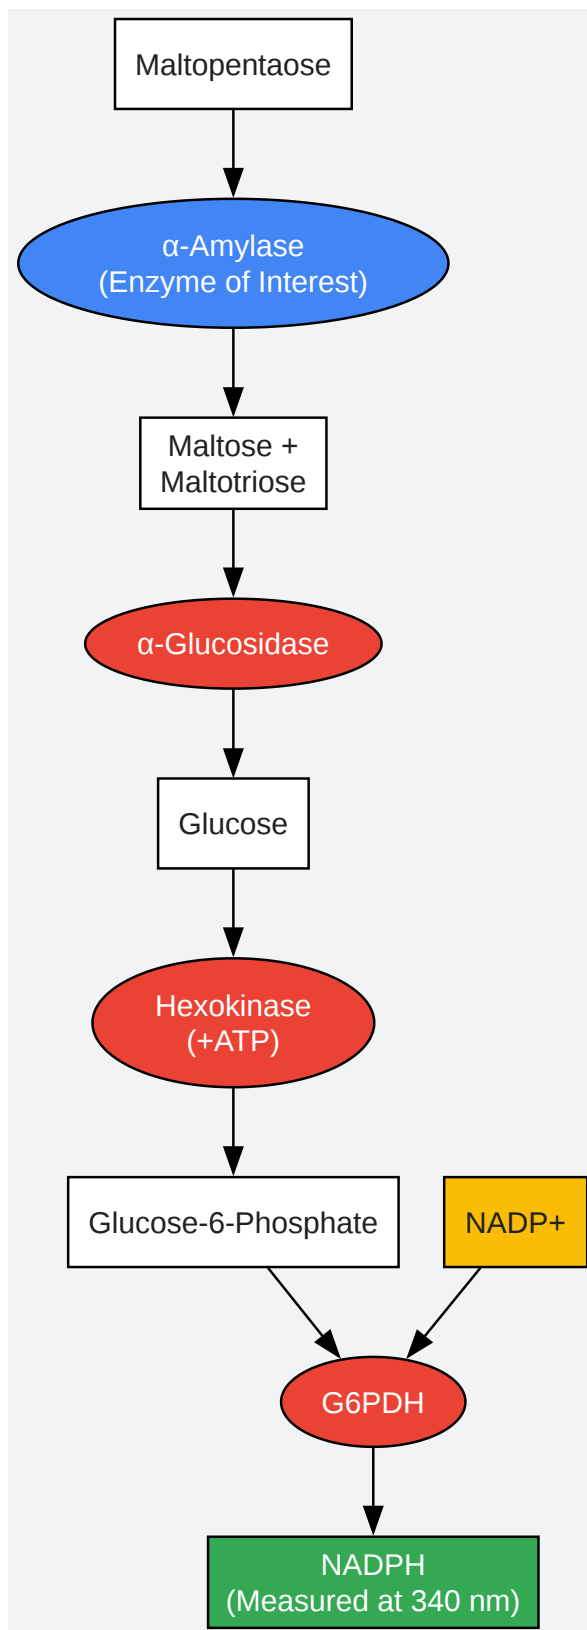 Maltopentaose
α-Amylase
(Enzyme of Interest)
Maltose +
Maltotriose
α-Glucosidase
Glucose
Hexokinase
(+ATP)
Glucose-6-Phosphate
NADP+
G6PDH
NADPH
(Measured at 340 nm)